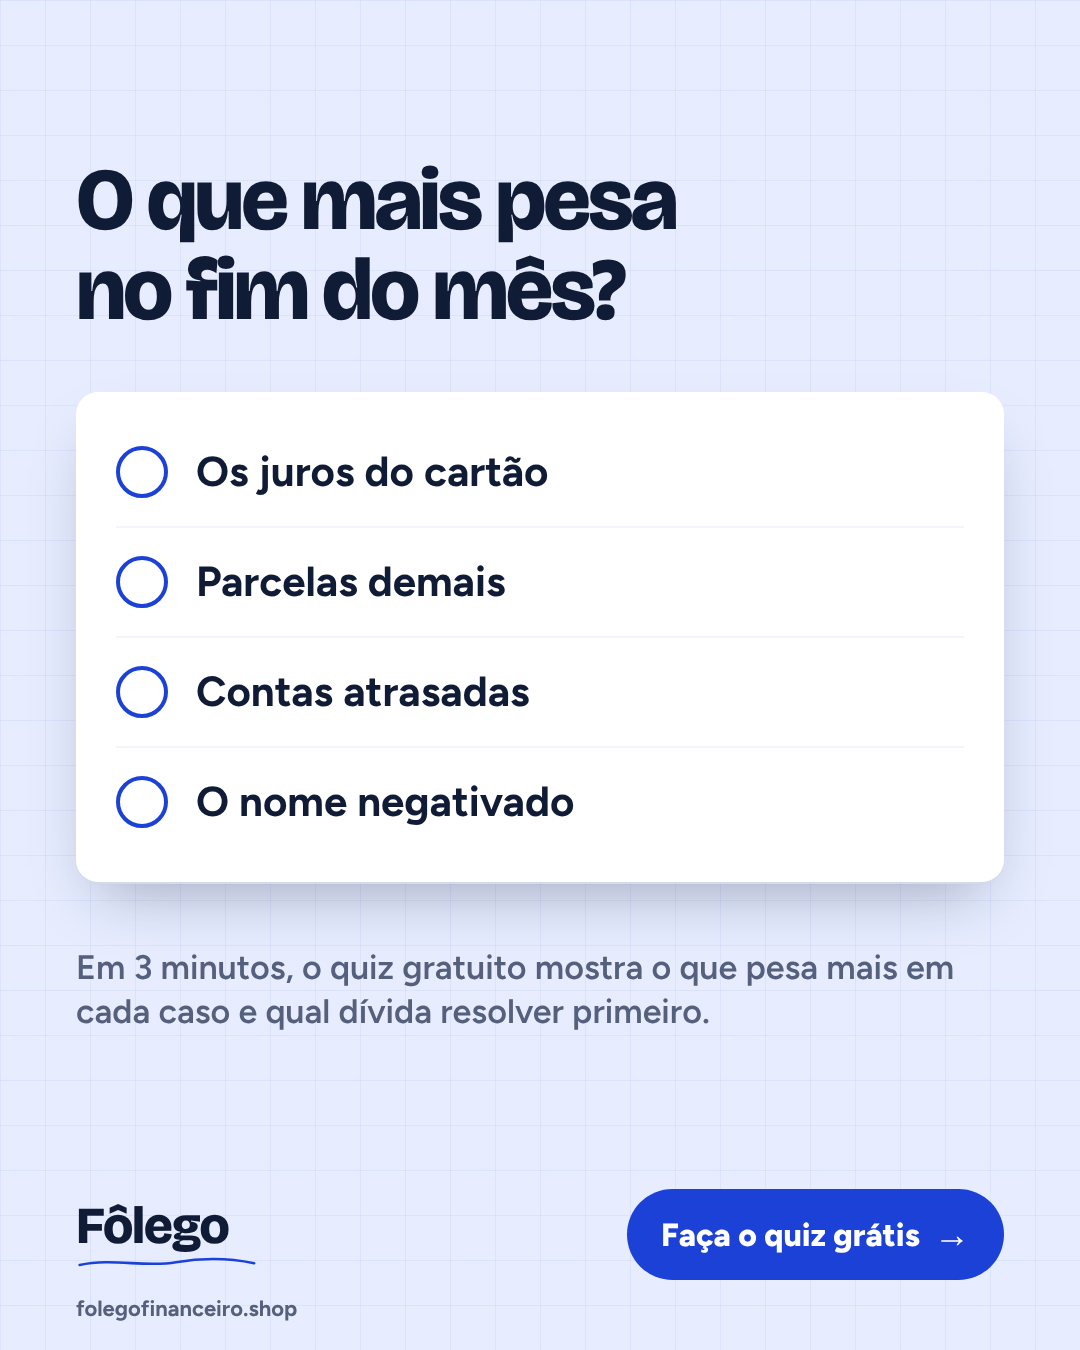 O que mais pesa
no fim do mês?
Os juros do cartão
Parcelas demais
Contas atrasadas
O nome negativado
Em 3 minutos, o quiz gratuito mostra o que pesa mais em
cada caso e qual dívida resolver primeiro.
Fôlego
Faça o quiz grátis →
folegofinanceiro.shop